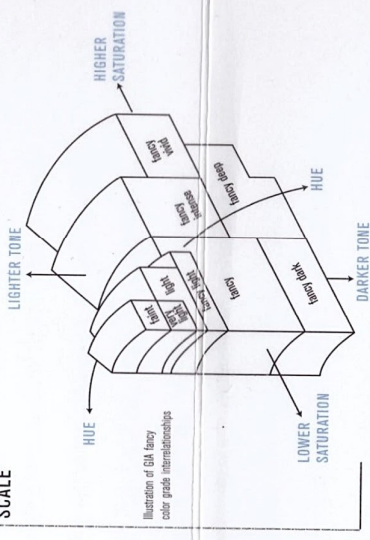 SCALE
Illustration of GIA fancy
color grade interrelationships
HUE
LIGHTER TONE
HIGHER
SATURATION
faint
very
light
light
fancy light
fancy
fancy
intense
fancy
vivid
fancy deep
fancy dark
HUE
LOWER
SATURATION
DARKER TONE